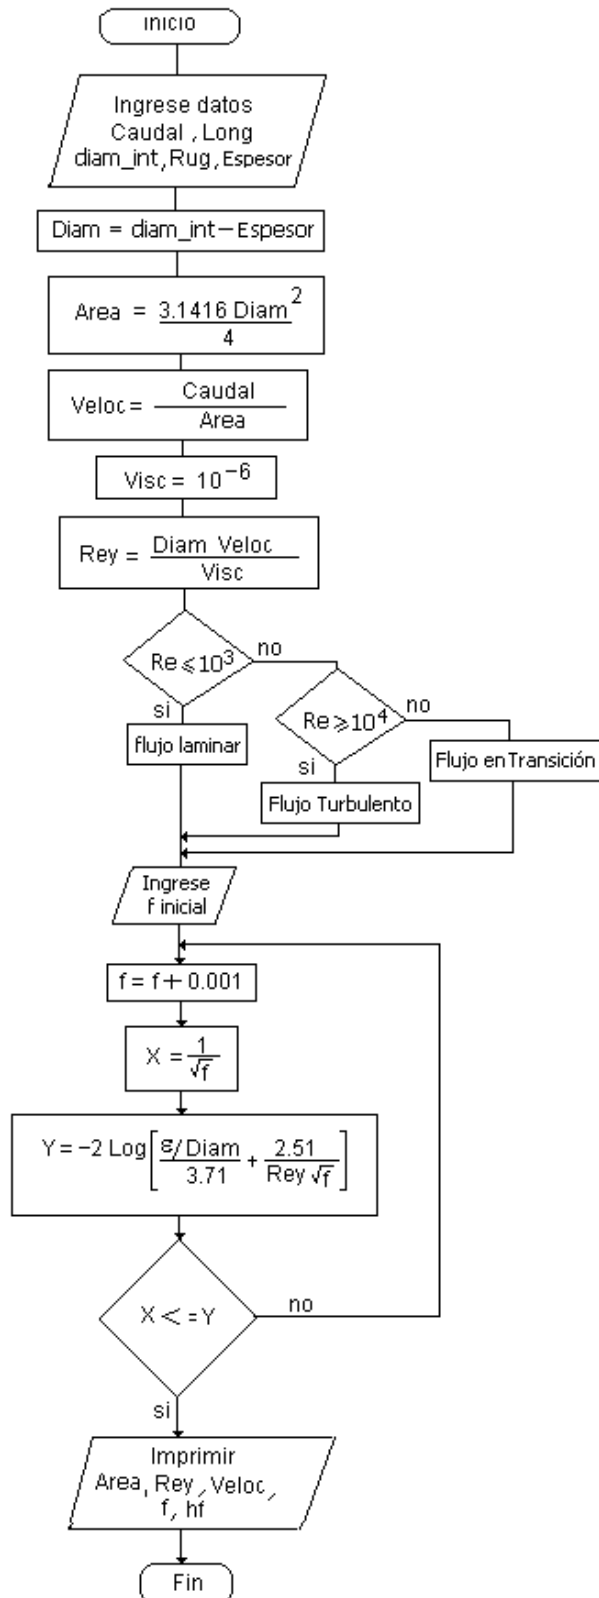 INICIO
Ingrese datos
Caudal , Long
diam_int, Rug, Espesor
Diam = diam_int − Espesor
Area = 3.1416 Diam² / 4
Veloc = Caudal / Area
Visc = 10⁻⁶
Rey = Diam Veloc / Visc
Re ⩽ 10³
no
si
Re ⩾ 10⁴
no
si
flujo laminar
Flujo en Transición
Flujo Turbulento
Ingrese
f inicial
f = f + 0.001
X = 1 / √f
Y = −2 Log [ ε/Diam / 3.71 + 2.51 / Rey √f ]
X < = Y
no
si
Imprimir
Area, Rey, Veloc,
f, hf
Fin